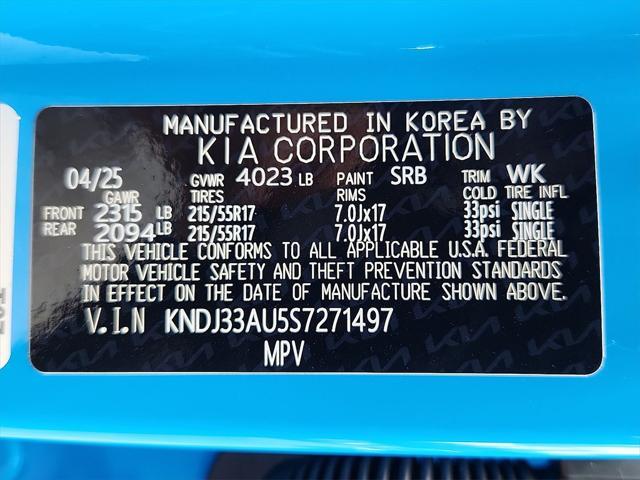 MANUFACTURED IN KOREA BY
KIA CORPORATION
04/25 GVWR 4023 LB PAINT SRB TRIM WK
GAWR TIRES RIMS COLD TIRE INFL
FRONT 2315 LB 215/55R17 7.0Jx17 33psi SINGLE
REAR 2094LB 215/55R17 7.0Jx17 33psi SINGLE
THIS VEHICLE CONFORMS TO ALL APPLICABLE U.S.A. FEDERAL
MOTOR VEHICLE SAFETY AND THEFT PREVENTION STANDARDS
IN EFFECT ON THE DATE OF MANUFACTURE SHOWN ABOVE.
V.I.N KNDJ33AU5S7271497
MPV